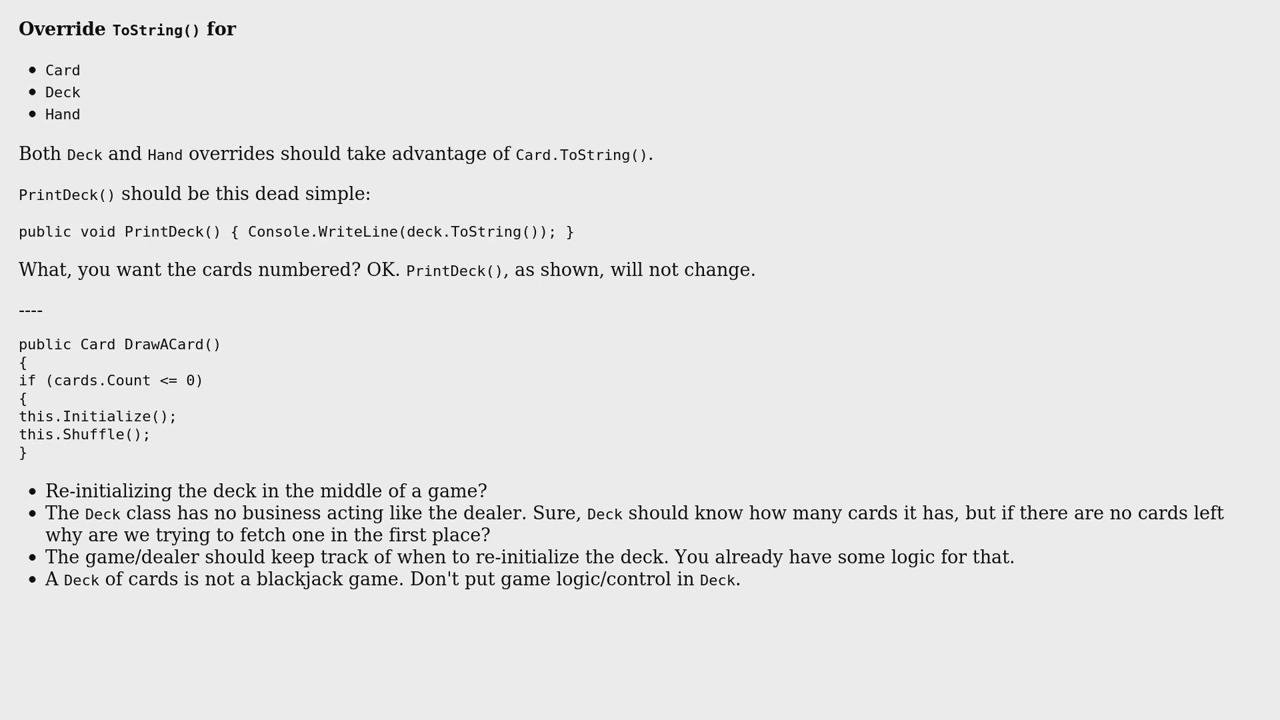 Override ToString() for
• Card
• Deck
• Hand
Both Deck and Hand overrides should take advantage of Card.ToString().
PrintDeck() should be this dead simple:
public void PrintDeck() { Console.WriteLine(deck.ToString()); }
What, you want the cards numbered? OK. PrintDeck(), as shown, will not change.
----
public Card DrawACard()
{
if (cards.Count <= 0)
{
this.Initialize();
this.Shuffle();
}
• Re-initializing the deck in the middle of a game?
• The Deck class has no business acting like the dealer. Sure, Deck should know how many cards it has, but if there are no cards left
why are we trying to fetch one in the first place?
• The game/dealer should keep track of when to re-initialize the deck. You already have some logic for that.
• A Deck of cards is not a blackjack game. Don't put game logic/control in Deck.